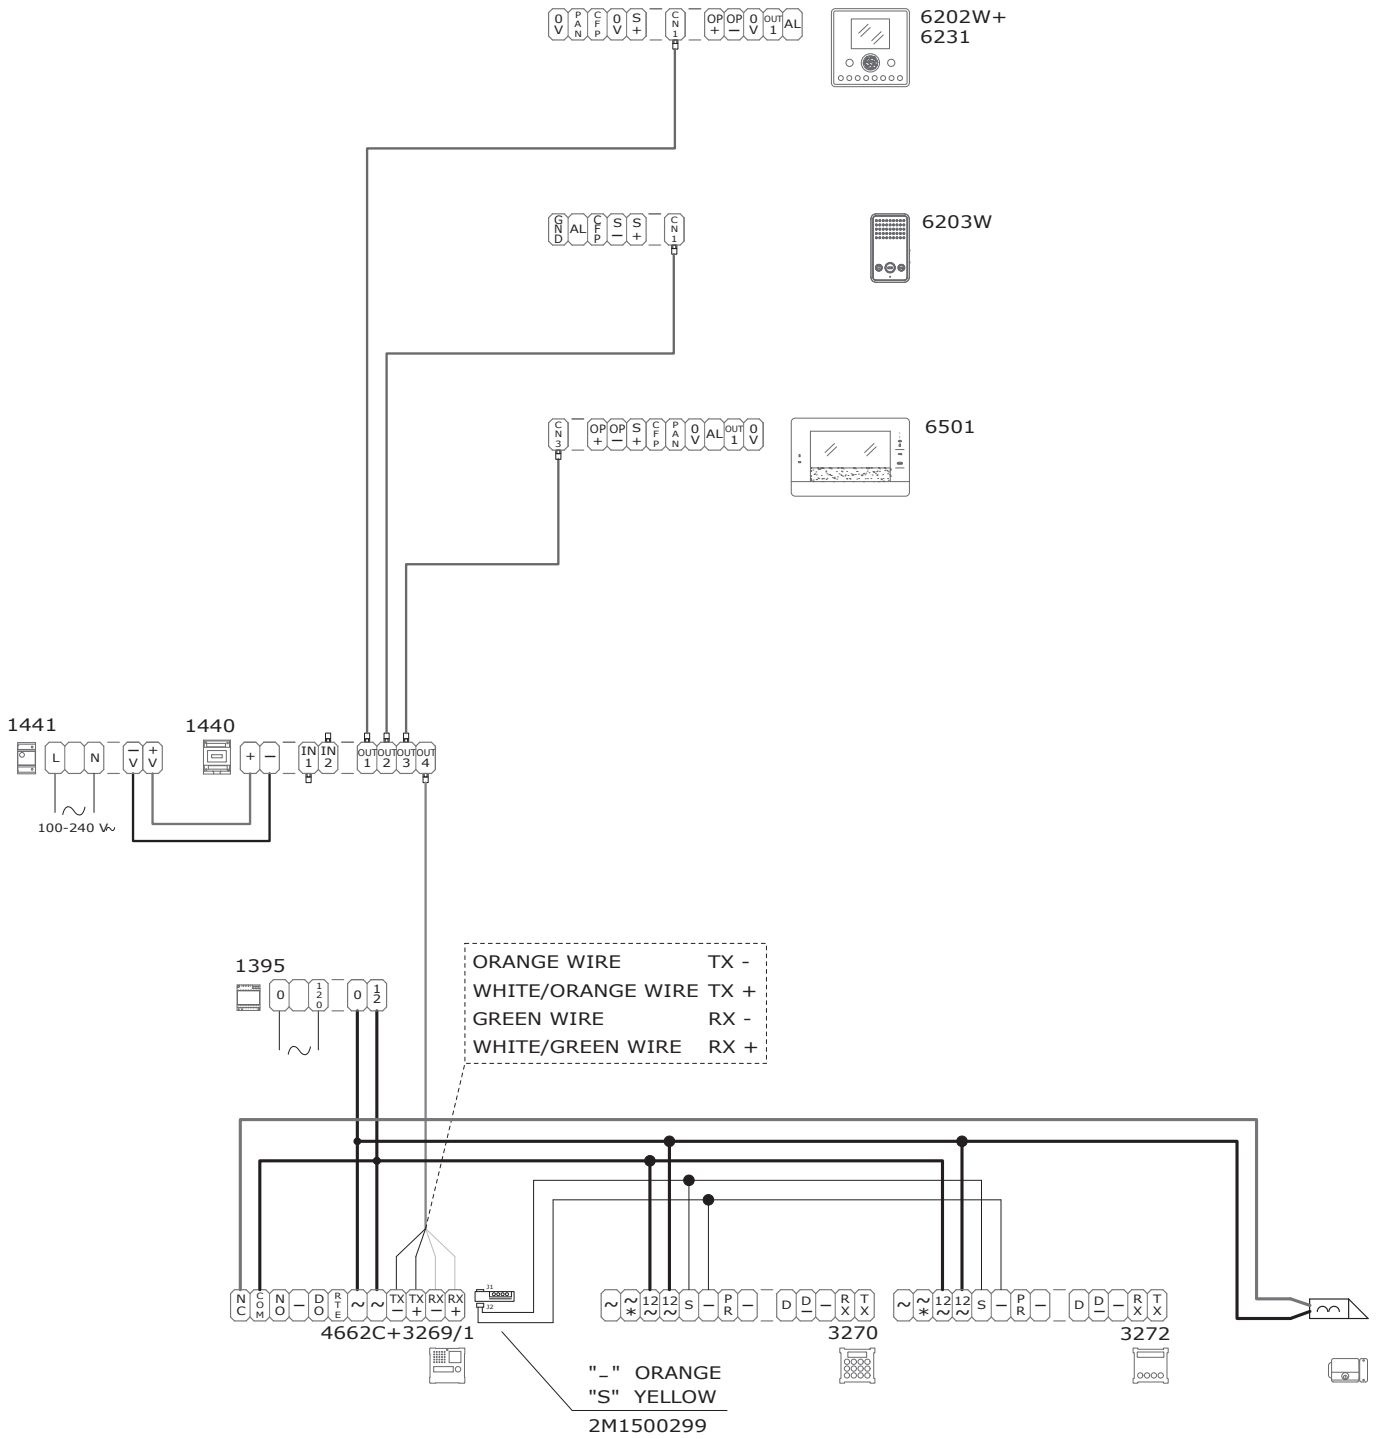 0V PAN CFP 0V S+ CN1 OP+ OP− 0V OUT1 AL
6202W+
6231
GND AL CFP S− S+ CN1
6203W
CN3 OP+ OP− S+ CFP PAN 0V AL OUT1 0V
6501
1441
1440
L N −V +V
+ − IN1 IN2 OUT1 OUT2 OUT3 OUT4
100-240 V~
1395
0 120 0 12
ORANGE WIRE TX -
WHITE/ORANGE WIRE TX +
GREEN WIRE RX -
WHITE/GREEN WIRE RX +
NC COM NO − DO RTE ~ ~ TX− TX+ RX− RX+
J1
J2
~ ~* 12~ 12~ S − PR − D D− − RX TX
~ ~* 12~ 12~ S − PR − D D− − RX TX
4662C+3269/1
3270
3272
"-" ORANGE
"S" YELLOW
2M1500299